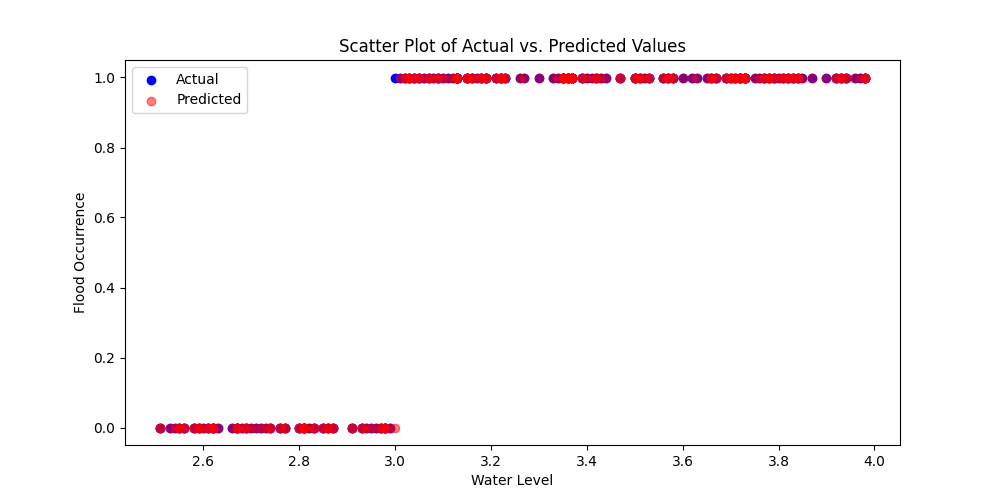 Scatter Plot of Actual vs. Predicted Values
Actual
Predicted
1.0
0.8
0.6
0.4
0.2
0.0
Flood Occurrence
2.6 2.8 3.0 3.2 3.4 3.6 3.8 4.0
Water Level